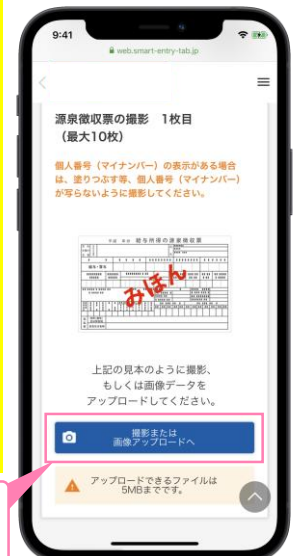 9:41
web.smart-entry-tab.jp
源泉徴収票の撮影 1枚目
(最大10枚)
個人番号(マイナンバー)の表示がある場合
は、塗りつぶす等、個人番号(マイナンバー)
が写らないように撮影してください。
給与所得の源泉徴収票
みほん
上記の見本のように撮影、
もしくは画像データを
アップロードしてください。
撮影または
画像アップロードへ
アップロードできるファイルは
5MBまでです。